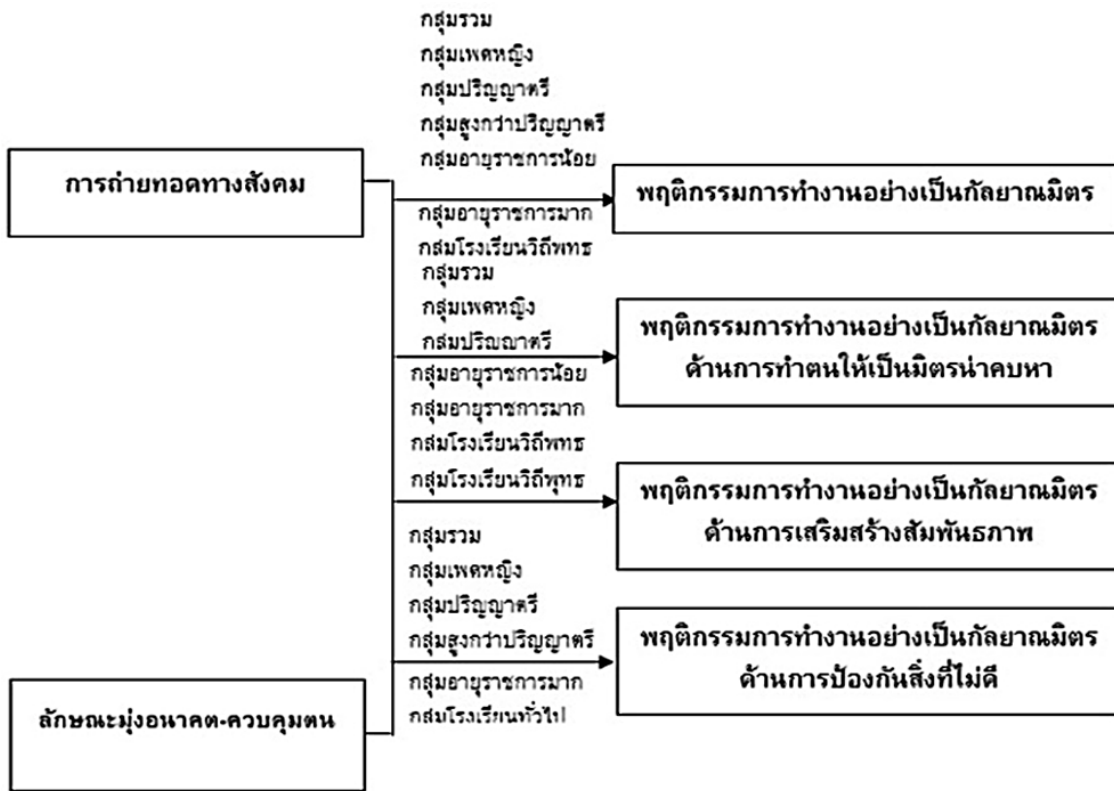 กลุ่มรวม
กลุ่มเพศหญิง
กลุ่มปริญญาตรี
กลุ่มสูงกว่าปริญญาตรี
กลุ่มอายุราชการน้อย
การถ่ายทอดทางสังคม
พฤติกรรมการทำงานอย่างเป็นกัลยาณมิตร
กลุ่มอายุราชการมาก
กลุ่มโรงเรียนวิถีพุทธ
กลุ่มรวม
กลุ่มเพศหญิง
กลุ่มปริญญาตรี
พฤติกรรมการทำงานอย่างเป็นกัลยาณมิตร
ด้านการทำตนให้เป็นมิตรน่าคบหา
กลุ่มอายุราชการน้อย
กลุ่มอายุราชการมาก
กลุ่มโรงเรียนวิถีพุทธ
กลุ่มโรงเรียนวิถีพุทธ
พฤติกรรมการทำงานอย่างเป็นกัลยาณมิตร
ด้านการเสริมสร้างสัมพันธภาพ
กลุ่มรวม
กลุ่มเพศหญิง
กลุ่มปริญญาตรี
กลุ่มสูงกว่าปริญญาตรี
พฤติกรรมการทำงานอย่างเป็นกัลยาณมิตร
ด้านการป้องกันสิ่งที่ไม่ดี
กลุ่มอายุราชการมาก
กลุ่มโรงเรียนทั่วไป
ลักษณะมุ่งอนาคต-ควบคุมตน